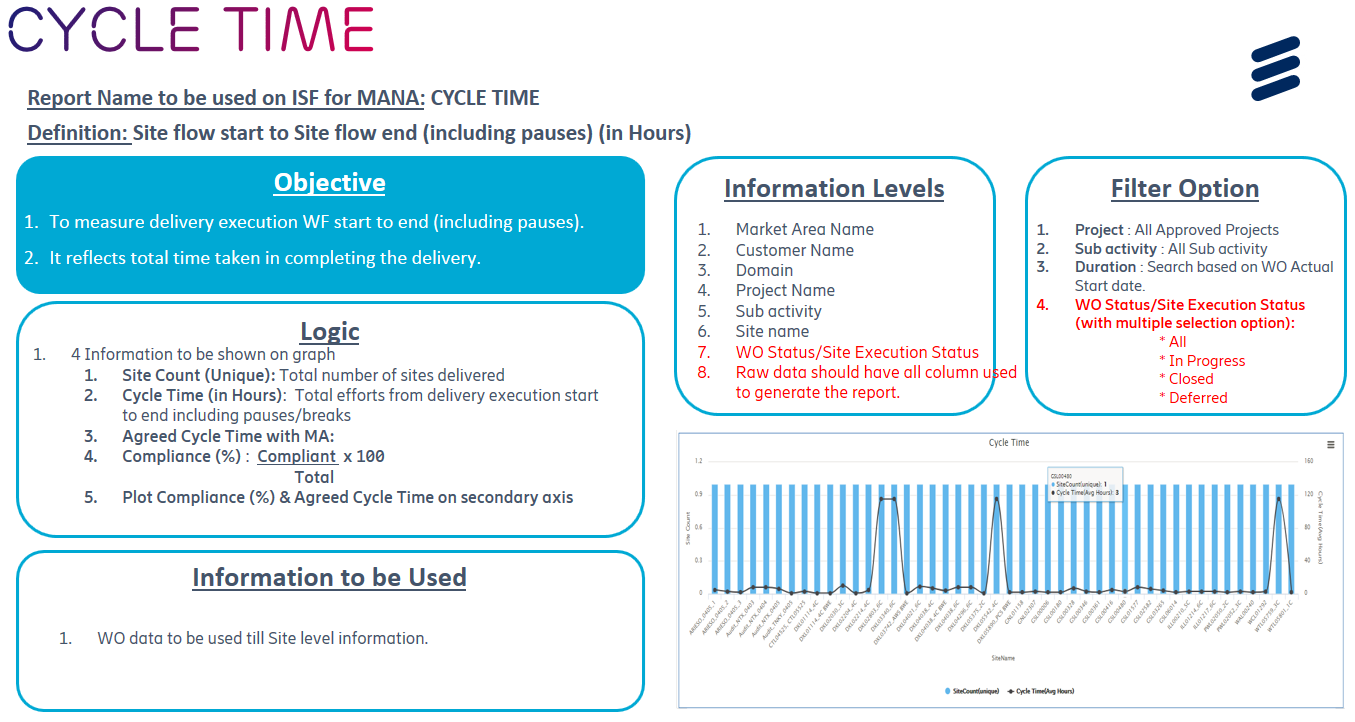 CYCLE TIME
Report Name to be used on ISF for MANA: CYCLE TIME
Definition: Site flow start to Site flow end (including pauses) (in Hours)
Objective
1. To measure delivery execution WF start to end (including pauses).
2. It reflects total time taken in completing the delivery.
Logic
1. 4 Information to be shown on graph
1. Site Count (Unique): Total number of sites delivered
2. Cycle Time (in Hours): Total efforts from delivery execution start
to end including pauses/breaks
3. Agreed Cycle Time with MA:
4. Compliance (%) : Compliant x 100
Total
5. Plot Compliance (%) & Agreed Cycle Time on secondary axis
Information to be Used
1. WO data to be used till Site level information.
Information Levels
1. Market Area Name
2. Customer Name
3. Domain
4. Project Name
5. Sub activity
6. Site name
7. WO Status/Site Execution Status
8. Raw data should have all column used
to generate the report.
Filter Option
1. Project : All Approved Projects
2. Sub activity : All Sub activity
3. Duration : Search based on WO Actual
Start date.
4. WO Status/Site Execution Status
(with multiple selection option):
* All
* In Progress
* Closed
* Deferred
Cycle Time
1.2
0.9
0.6
0.3
0
Site Count
160
120
80
40
0
Cycle Time(Avg Hours)
GSL00480
SiteCount(unique): 1
Cycle Time(Avg Hours): 3
SiteName
SiteCount(unique)
Cycle Time(Avg Hours)